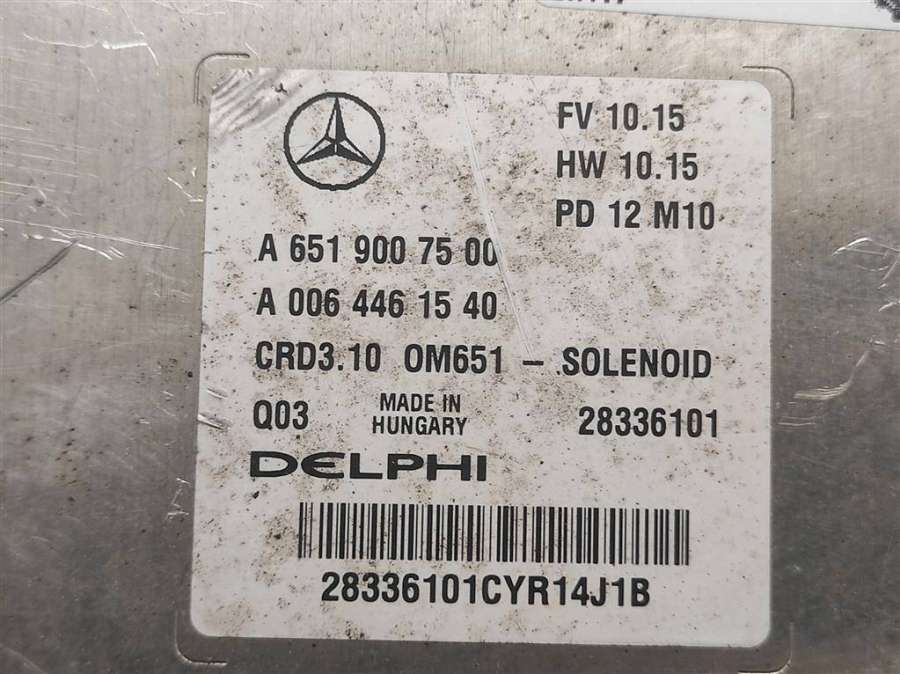 FV 10.15
HW 10.15
PD 12 M10
A 651 900 75 00
A 006 446 15 40
CRD3.10 OM651 – SOLENOID
Q03 MADE IN HUNGARY 28336101
DELPHI
28336101CYR14J1B